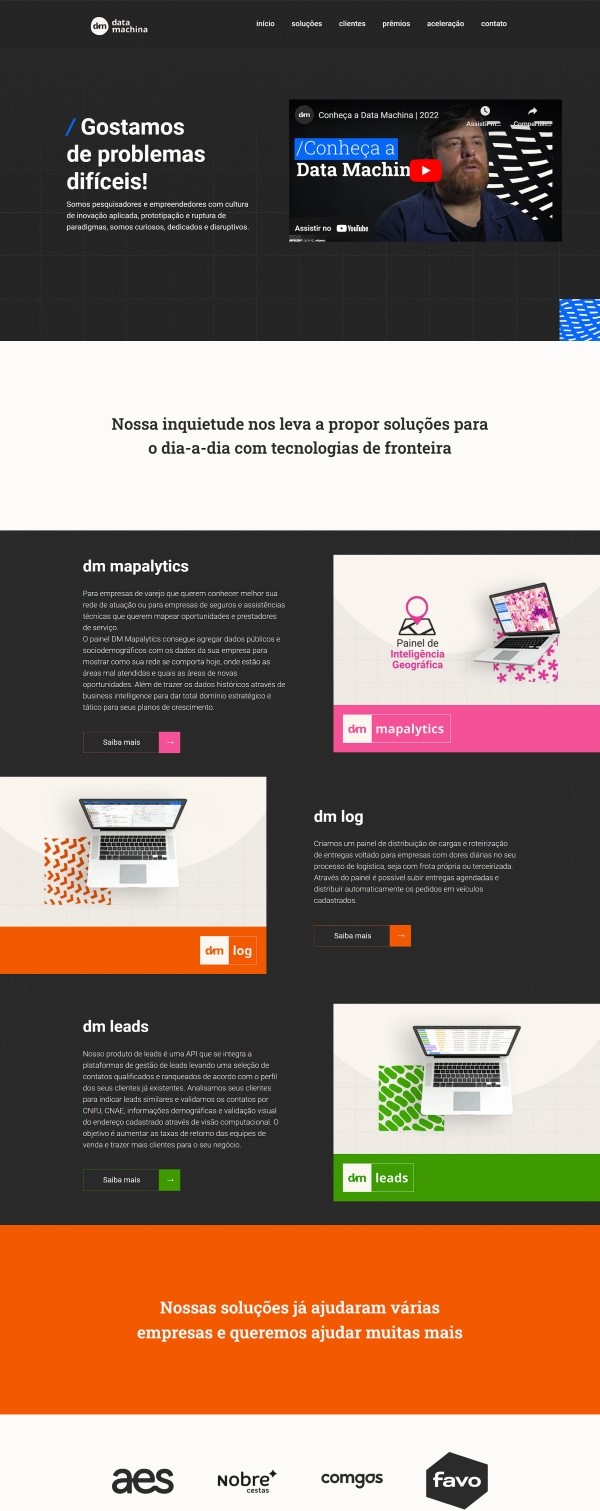 dm data
machina
início soluções clientes prêmios aceleração contato
/ Gostamos
de problemas
difíceis!
Somos pesquisadores e empreendedores com cultura
de inovação aplicada, prototipação e ruptura de
paradigmas, somos curiosos, dedicados e disruptivos.
dm Conheça a Data Machina | 2022
/Conheça a
Data Machin
Assistir no YouTube
Nossa inquietude nos leva a propor soluções para
o dia-a-dia com tecnologias de fronteira
dm mapalytics
Para empresas de varejo que querem conhecer melhor sua
rede de atuação ou para empresas de seguros e assistências
técnicas que querem mapear oportunidades e prestadores
de serviço.
O painel DM Mapalytics consegue agregar dados públicos e
sociodemográficos com os dados da sua empresa para
mostrar como sua rede se comporta hoje, onde estão as
áreas mal atendidas e quais as áreas de novas
oportunidades. Além de trazer os dados históricos através de
business intelligence para dar total domínio estratégico e
tático para seus planos de crescimento.
Saiba mais →
Painel de
Inteligência
Geográfica
dm mapalytics
dm log
Criamos um painel de distribuição de cargas e roteirização
de entregas voltado para empresas com dores diárias no seu
processo de logística, seja com frota própria ou terceirizada.
Através do painel é possível subir entregas agendadas e
distribuir automaticamente os pedidos em veículos
cadastrados.
Saiba mais →
dm log
dm leads
Nosso produto de leads é uma API que se integra a
plataformas de gestão de leads levando uma seleção de
contatos qualificados e ranqueados de acordo com o perfil
dos seus clientes já existentes. Analisamos seus clientes
para indicar leads similares e validamos os contatos por
CNPJ, CNAE, informações demográficas e validação visual
do endereço cadastrado através de visão computacional. O
objetivo é aumentar as taxas de retorno das equipes de
venda e trazer mais clientes para o seu negócio.
Saiba mais →
dm leads
Nossas soluções já ajudaram várias
empresas e queremos ajudar muitas mais
aes
Nobre
cestas
comgás
favo